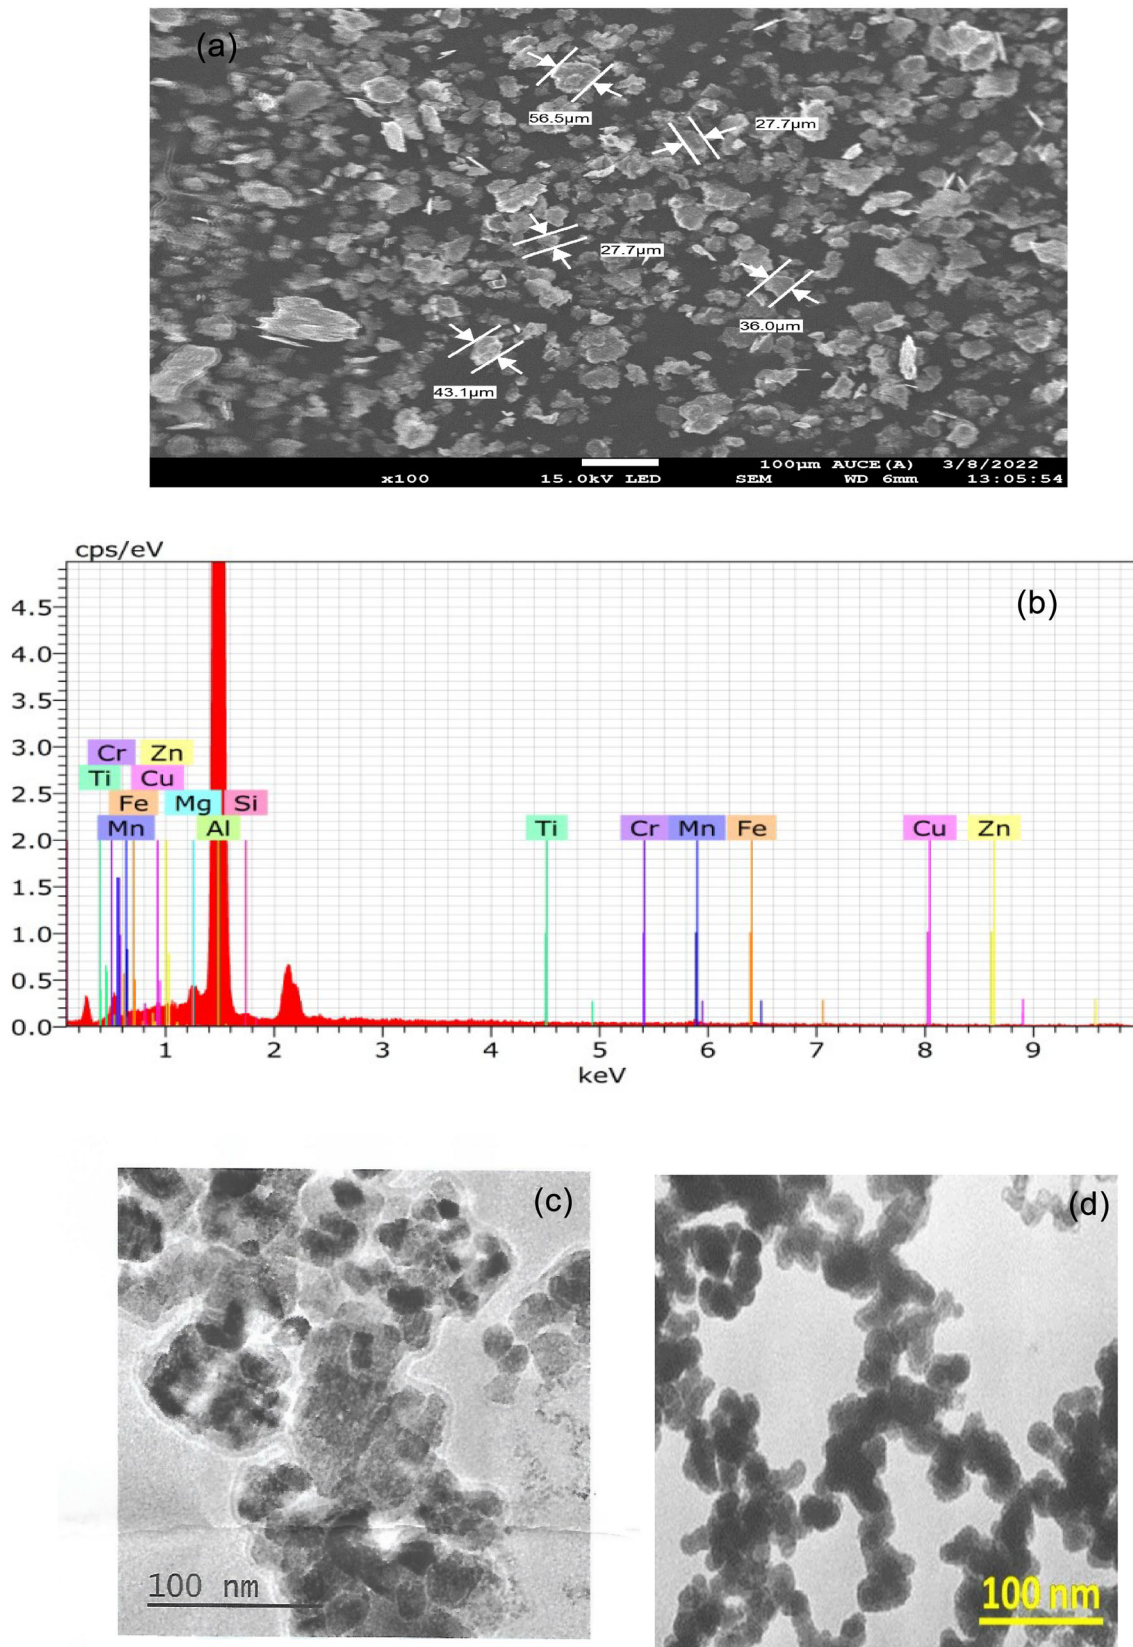 (a)
56.5µm
27.7µm
27.7µm
36.0µm
43.1µm
100µm AUCE(A) 3/8/2022
x100 15.0kV LED SEM WD 6mm 13:05:54
cps/eV
(b)
4.5
4.0
3.5
3.0
2.5
2.0
1.5
1.0
0.5
0.0
Cr Zn
Ti Cu
Fe Mg Si
Mn Al Ti Cr Mn Fe Cu Zn
1 2 3 4 5 6 7 8 9
keV
(c)
(d)
100 nm
100 nm